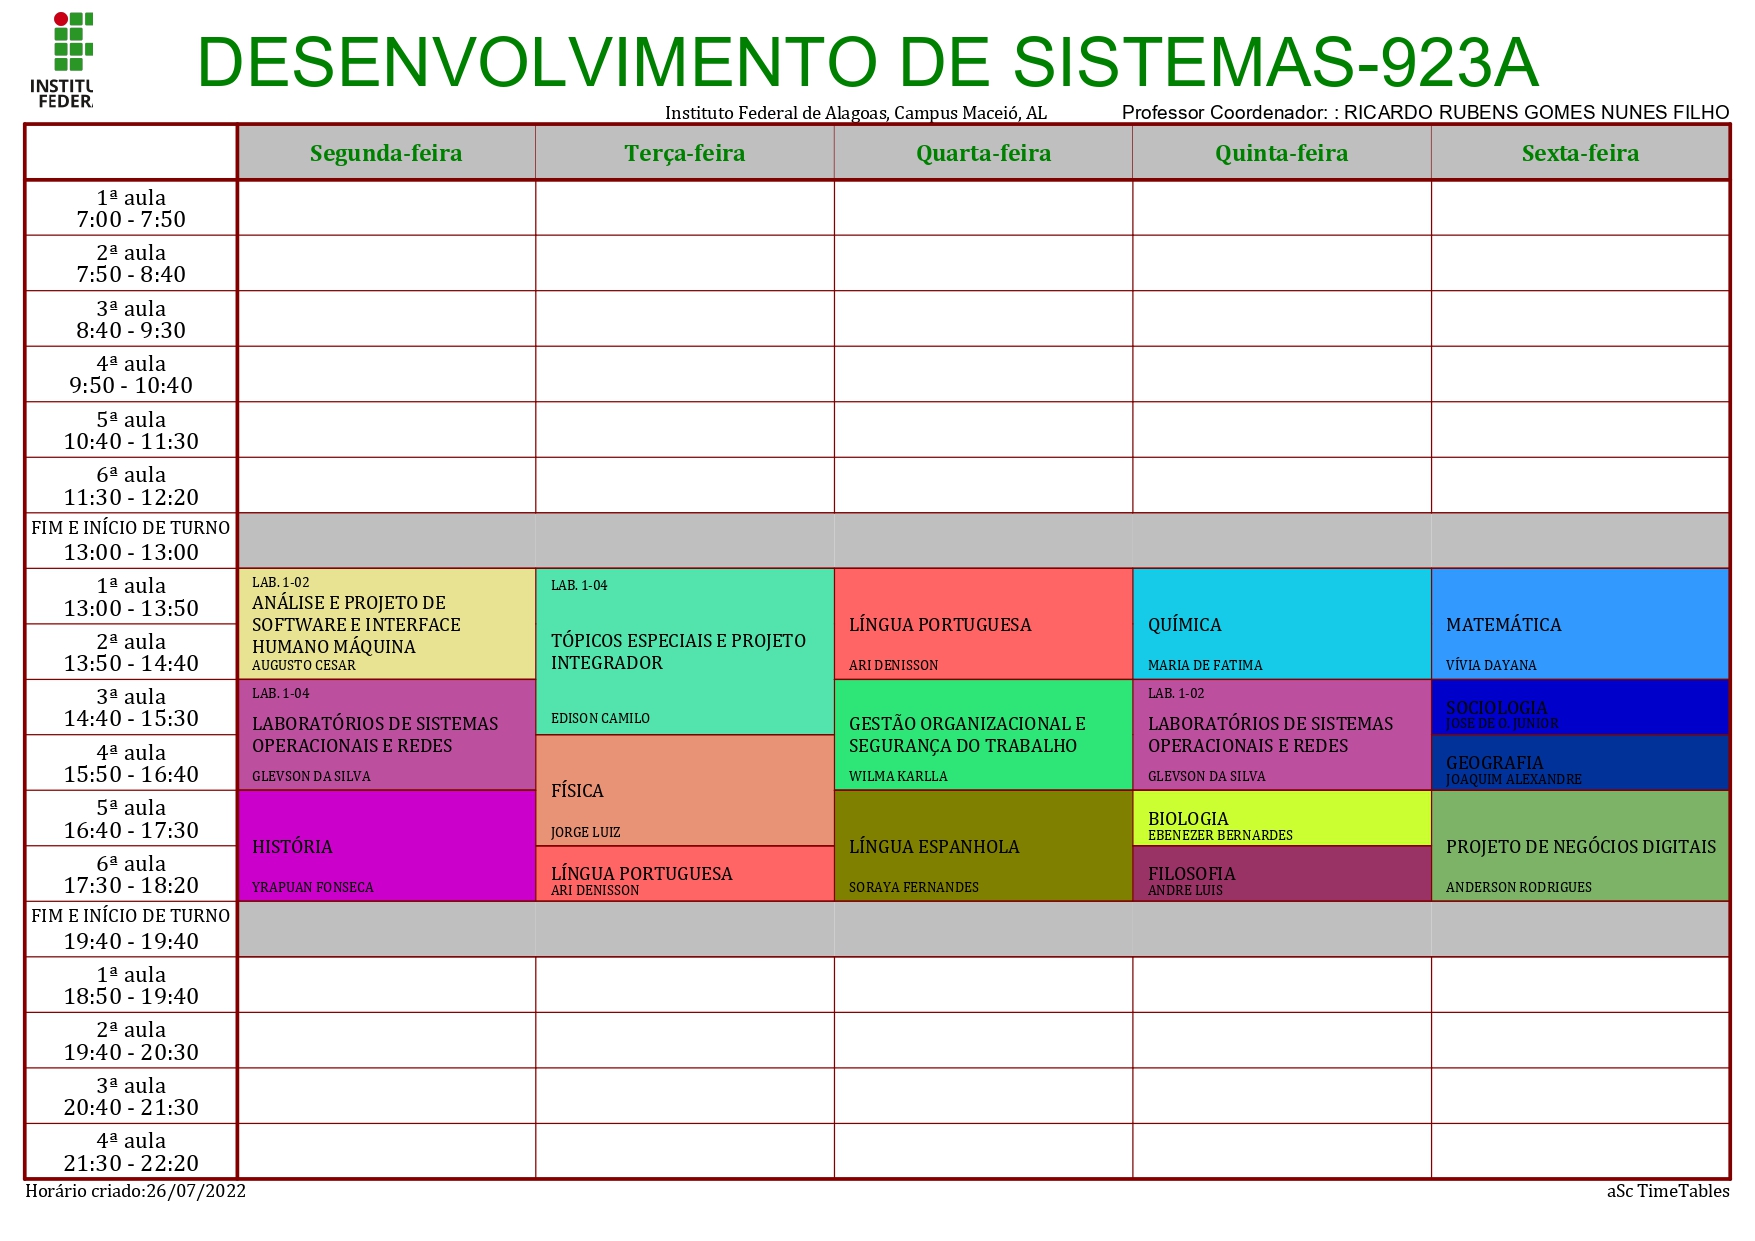 INSTITU
FEDERA
DESENVOLVIMENTO DE SISTEMAS-923A
Instituto Federal de Alagoas, Campus Maceió, AL
Professor Coordenador: : RICARDO RUBENS GOMES NUNES FILHO
Segunda-feira
Terça-feira
Quarta-feira
Quinta-feira
Sexta-feira
1ª aula
7:00 - 7:50
2ª aula
7:50 - 8:40
3ª aula
8:40 - 9:30
4ª aula
9:50 - 10:40
5ª aula
10:40 - 11:30
6ª aula
11:30 - 12:20
FIM E INÍCIO DE TURNO
13:00 - 13:00
1ª aula
13:00 - 13:50
2ª aula
13:50 - 14:40
LAB. 1-02
ANÁLISE E PROJETO DE
SOFTWARE E INTERFACE
HUMANO MÁQUINA
AUGUSTO CESAR
LAB. 1-04
TÓPICOS ESPECIAIS E PROJETO
INTEGRADOR
EDISON CAMILO
LÍNGUA PORTUGUESA
ARI DENISSON
QUÍMICA
MARIA DE FATIMA
MATEMÁTICA
VÍVIA DAYANA
3ª aula
14:40 - 15:30
4ª aula
15:50 - 16:40
LAB. 1-04
LABORATÓRIOS DE SISTEMAS
OPERACIONAIS E REDES
GLEVSON DA SILVA
FÍSICA
JORGE LUIZ
GESTÃO ORGANIZACIONAL E
SEGURANÇA DO TRABALHO
WILMA KARLLA
LAB. 1-02
LABORATÓRIOS DE SISTEMAS
OPERACIONAIS E REDES
GLEVSON DA SILVA
SOCIOLOGIA
JOSE DE O. JUNIOR
GEOGRAFIA
JOAQUIM ALEXANDRE
5ª aula
16:40 - 17:30
6ª aula
17:30 - 18:20
HISTÓRIA
YRAPUAN FONSECA
LÍNGUA PORTUGUESA
ARI DENISSON
LÍNGUA ESPANHOLA
SORAYA FERNANDES
BIOLOGIA
EBENEZER BERNARDES
FILOSOFIA
ANDRE LUIS
PROJETO DE NEGÓCIOS DIGITAIS
ANDERSON RODRIGUES
FIM E INÍCIO DE TURNO
19:40 - 19:40
1ª aula
18:50 - 19:40
2ª aula
19:40 - 20:30
3ª aula
20:40 - 21:30
4ª aula
21:30 - 22:20
Horário criado:26/07/2022
aSc TimeTables